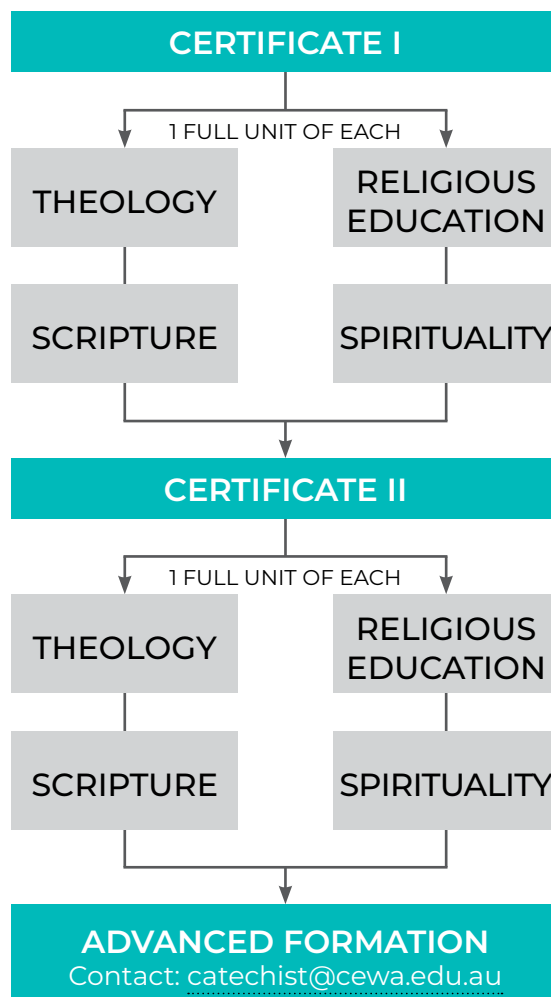 CERTIFICATE I
1 FULL UNIT OF EACH
THEOLOGY
RELIGIOUS
EDUCATION
SCRIPTURE
SPIRITUALITY
CERTIFICATE II
1 FULL UNIT OF EACH
THEOLOGY
RELIGIOUS
EDUCATION
SCRIPTURE
SPIRITUALITY
ADVANCED FORMATION
Contact: catechist@cewa.edu.au